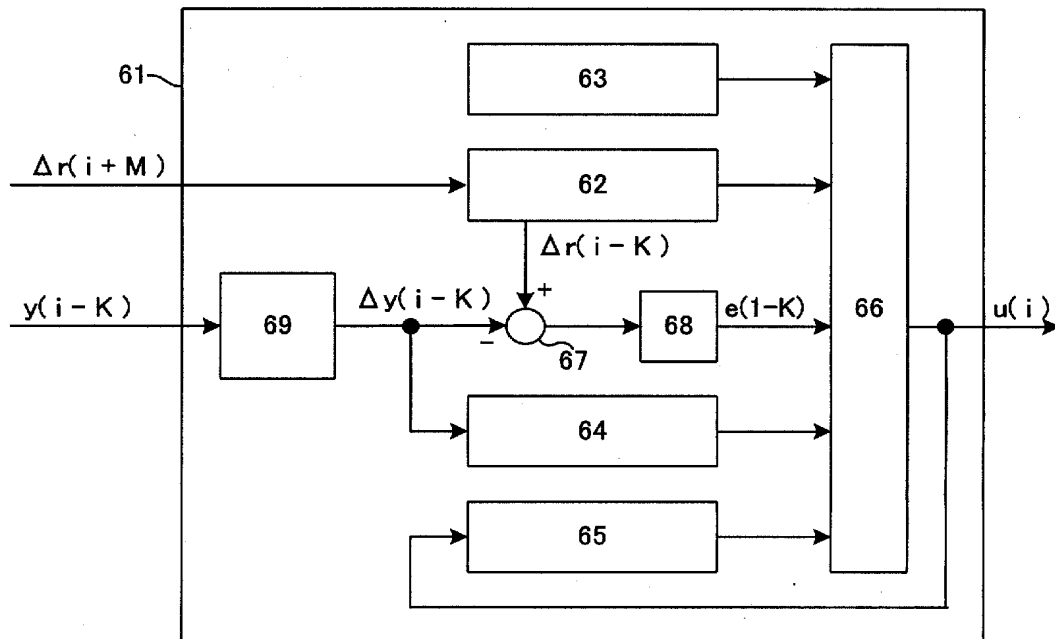 61
63
Δr(i+M)
62
Δr(i-K)
y(i-K)
69
Δy(i-K)
+
-
67
68
e(1-K)
66
u(i)
64
65